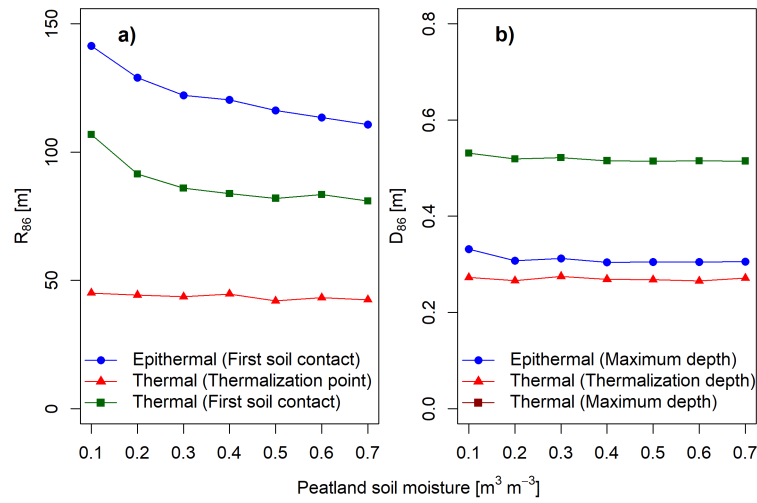 a)
R86 [m]
150
100
50
0
Epithermal (First soil contact)
Thermal (Thermalization point)
Thermal (First soil contact)
0.1 0.2 0.3 0.4 0.5 0.6 0.7
b)
D86 [m]
0.8
0.6
0.4
0.2
0.0
Epithermal (Maximum depth)
Thermal (Thermalization depth)
Thermal (Maximum depth)
0.1 0.2 0.3 0.4 0.5 0.6 0.7
Peatland soil moisture [m³ m⁻³]